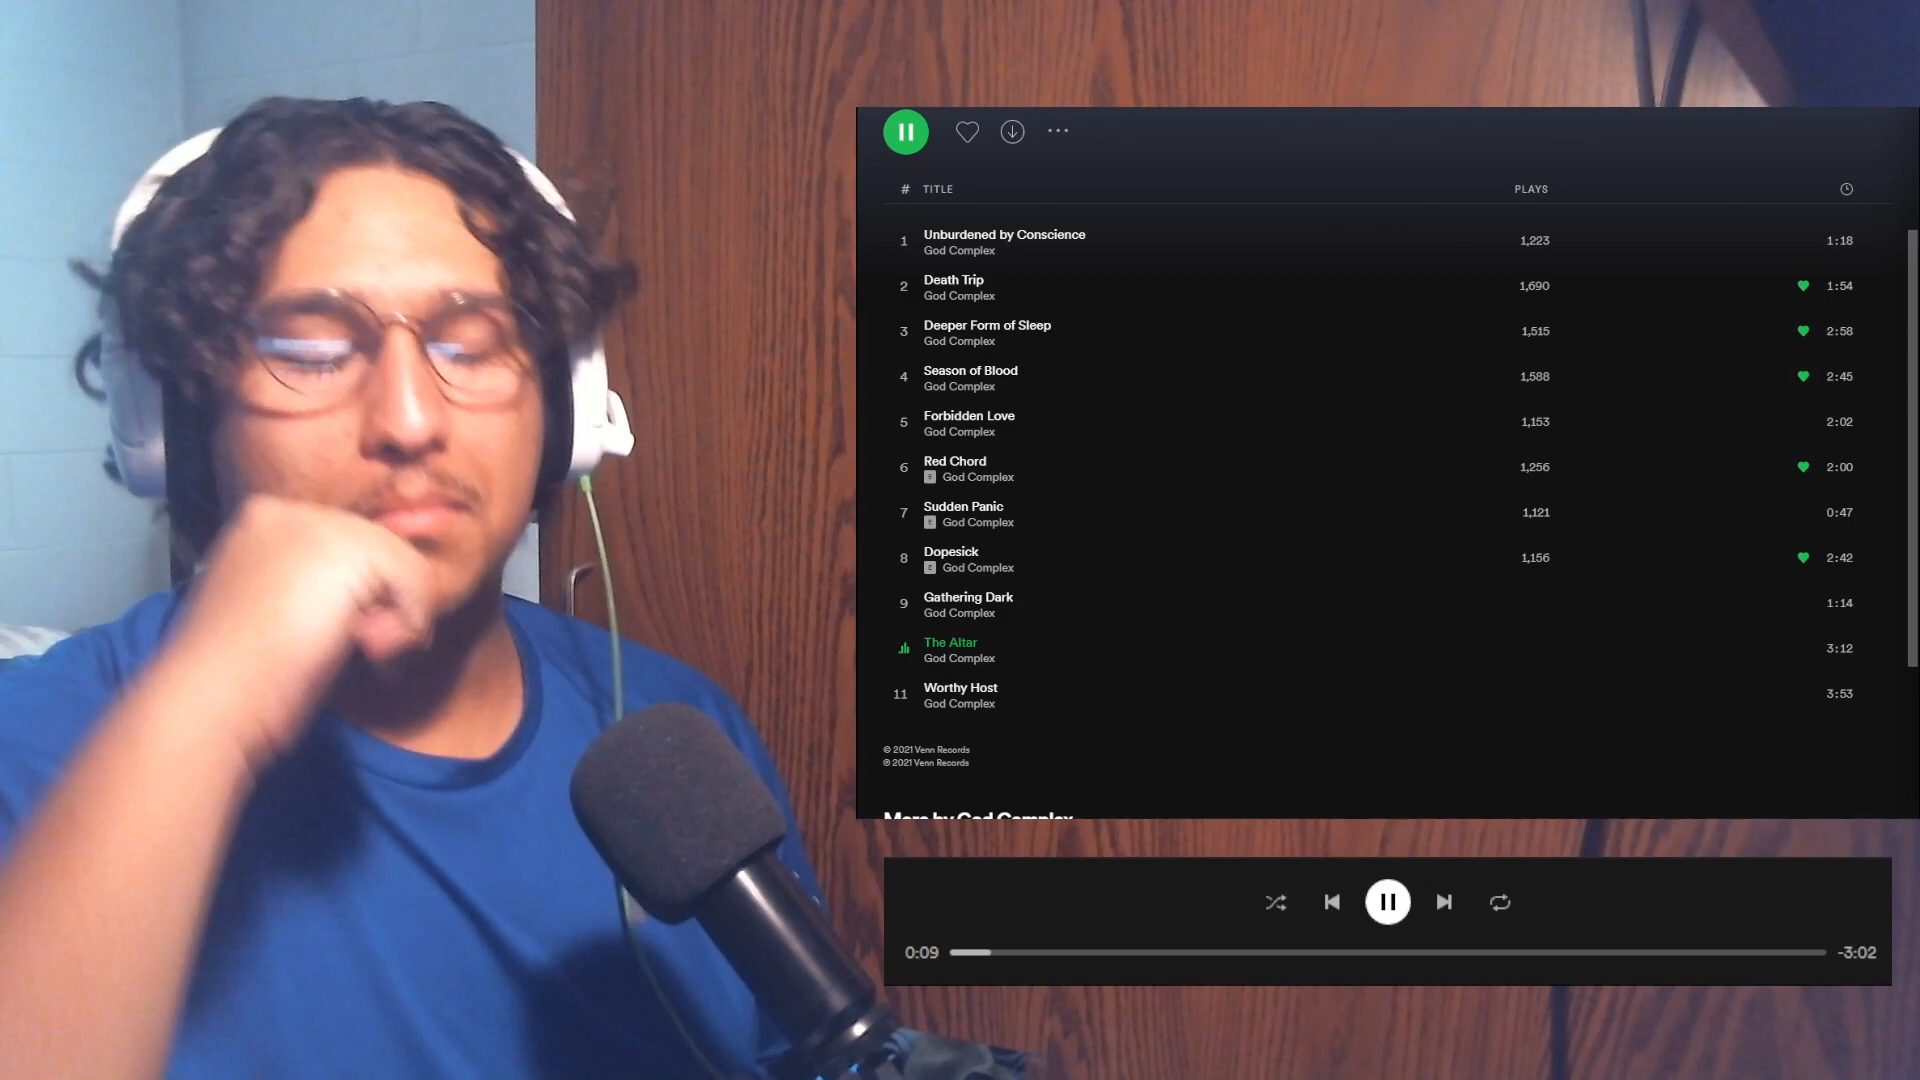 # TITLE PLAYS
1 Unburdened by Conscience 1,223 1:18
God Complex
2 Death Trip 1,690 1:54
God Complex
3 Deeper Form of Sleep 1,515 2:58
God Complex
4 Season of Blood 1,588 2:45
God Complex
5 Forbidden Love 1,153 2:02
God Complex
6 Red Chord 1,256 2:00
E God Complex
7 Sudden Panic 1,121 0:47
E God Complex
8 Dopesick 1,156 2:42
E God Complex
9 Gathering Dark 1:14
God Complex
The Altar 3:12
God Complex
11 Worthy Host 3:53
God Complex
© 2021 Venn Records
℗ 2021 Venn Records
More by God Complex
0:09 -3:02